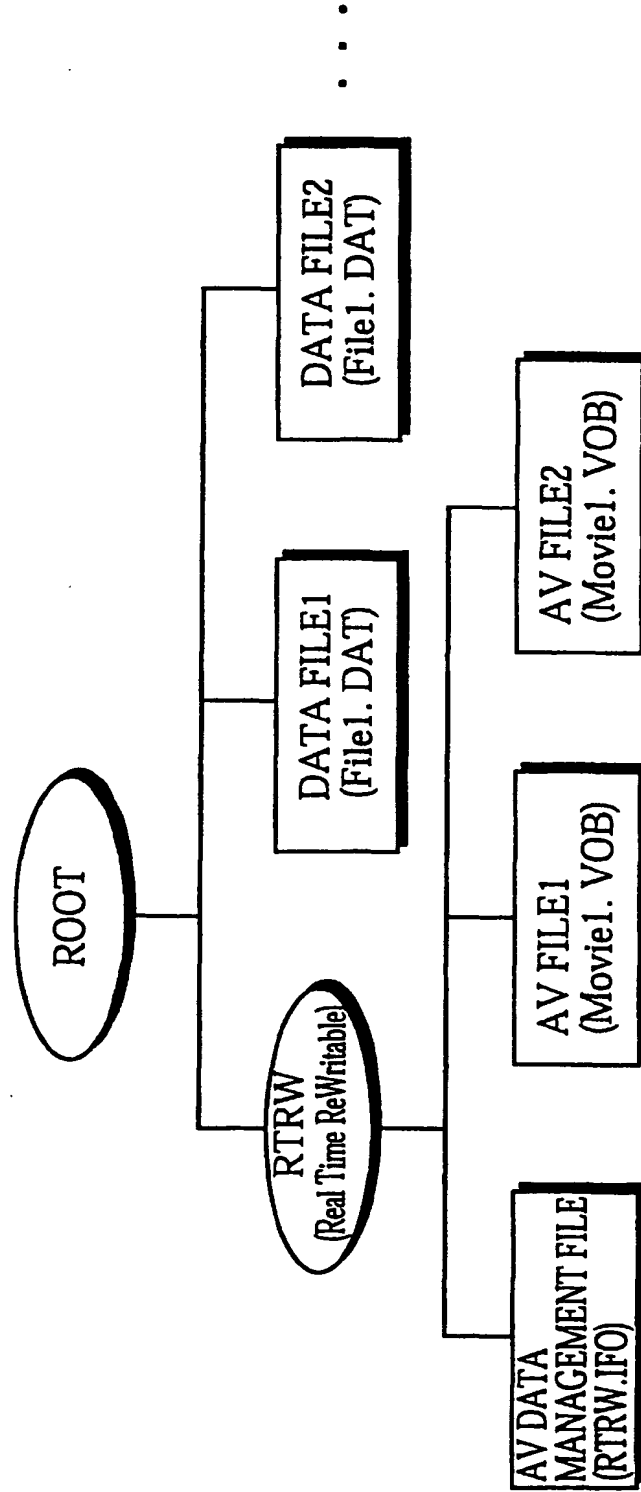 ROOT
RTRW
(Real Time ReWritable)
DATA FILE1
(File1. DAT)
DATA FILE2
(File1. DAT)
AV DATA
MANAGEMENT FILE
(RTRW.IFO)
AV FILE1
(Movie1. VOB)
AV FILE2
(Movie1. VOB)